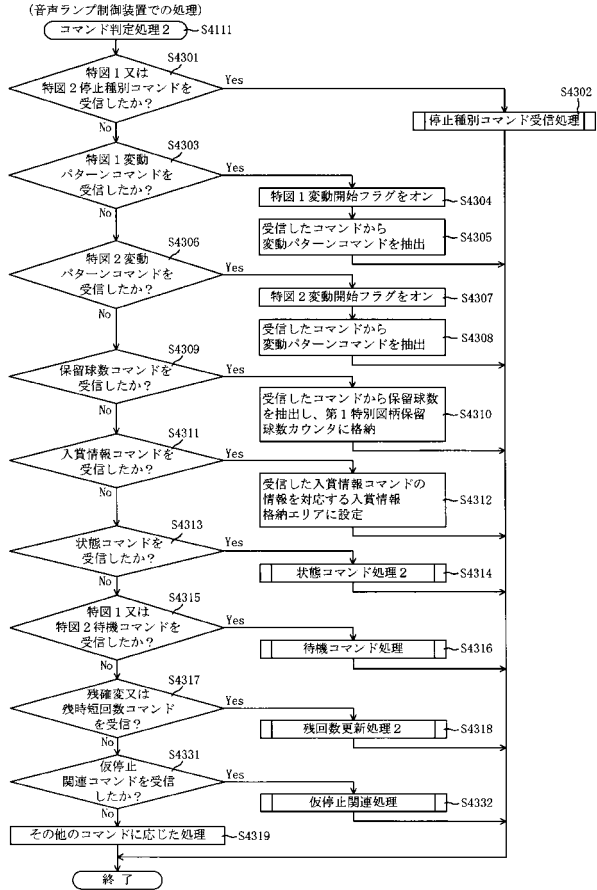 (音声ランプ制御装置での処理)
コマンド判定処理2
S4111
S4301
特図1又は
特図2停止種別コマンドを
受信したか?
Yes
No
S4302
停止種別コマンド受信処理
S4303
特図1変動
パターンコマンドを
受信したか?
Yes
No
特図1変動開始フラグをオン
S4304
受信したコマンドから
変動パターンコマンドを抽出
S4305
S4306
特図2変動
パターンコマンドを
受信したか?
Yes
No
特図2変動開始フラグをオン
S4307
受信したコマンドから
変動パターンコマンドを抽出
S4308
S4309
保留球数コマンドを
受信したか?
Yes
No
受信したコマンドから保留球数
を抽出し、第1特別図柄保留
球数カウンタに格納
S4310
S4311
入賞情報コマンドを
受信したか?
Yes
No
受信した入賞情報コマンドの
情報を対応する入賞情報
格納エリアに設定
S4312
S4313
状態コマンドを
受信したか?
Yes
No
状態コマンド処理2
S4314
S4315
特図1又は
特図2待機コマンドを
受信したか?
Yes
No
待機コマンド処理
S4316
S4317
残確変又は
残時短回数コマンド
を受信?
Yes
No
残回数更新処理2
S4318
S4331
仮停止
関連コマンドを受信
したか?
Yes
No
仮停止関連処理
S4332
その他のコマンドに応じた処理
S4319
終了